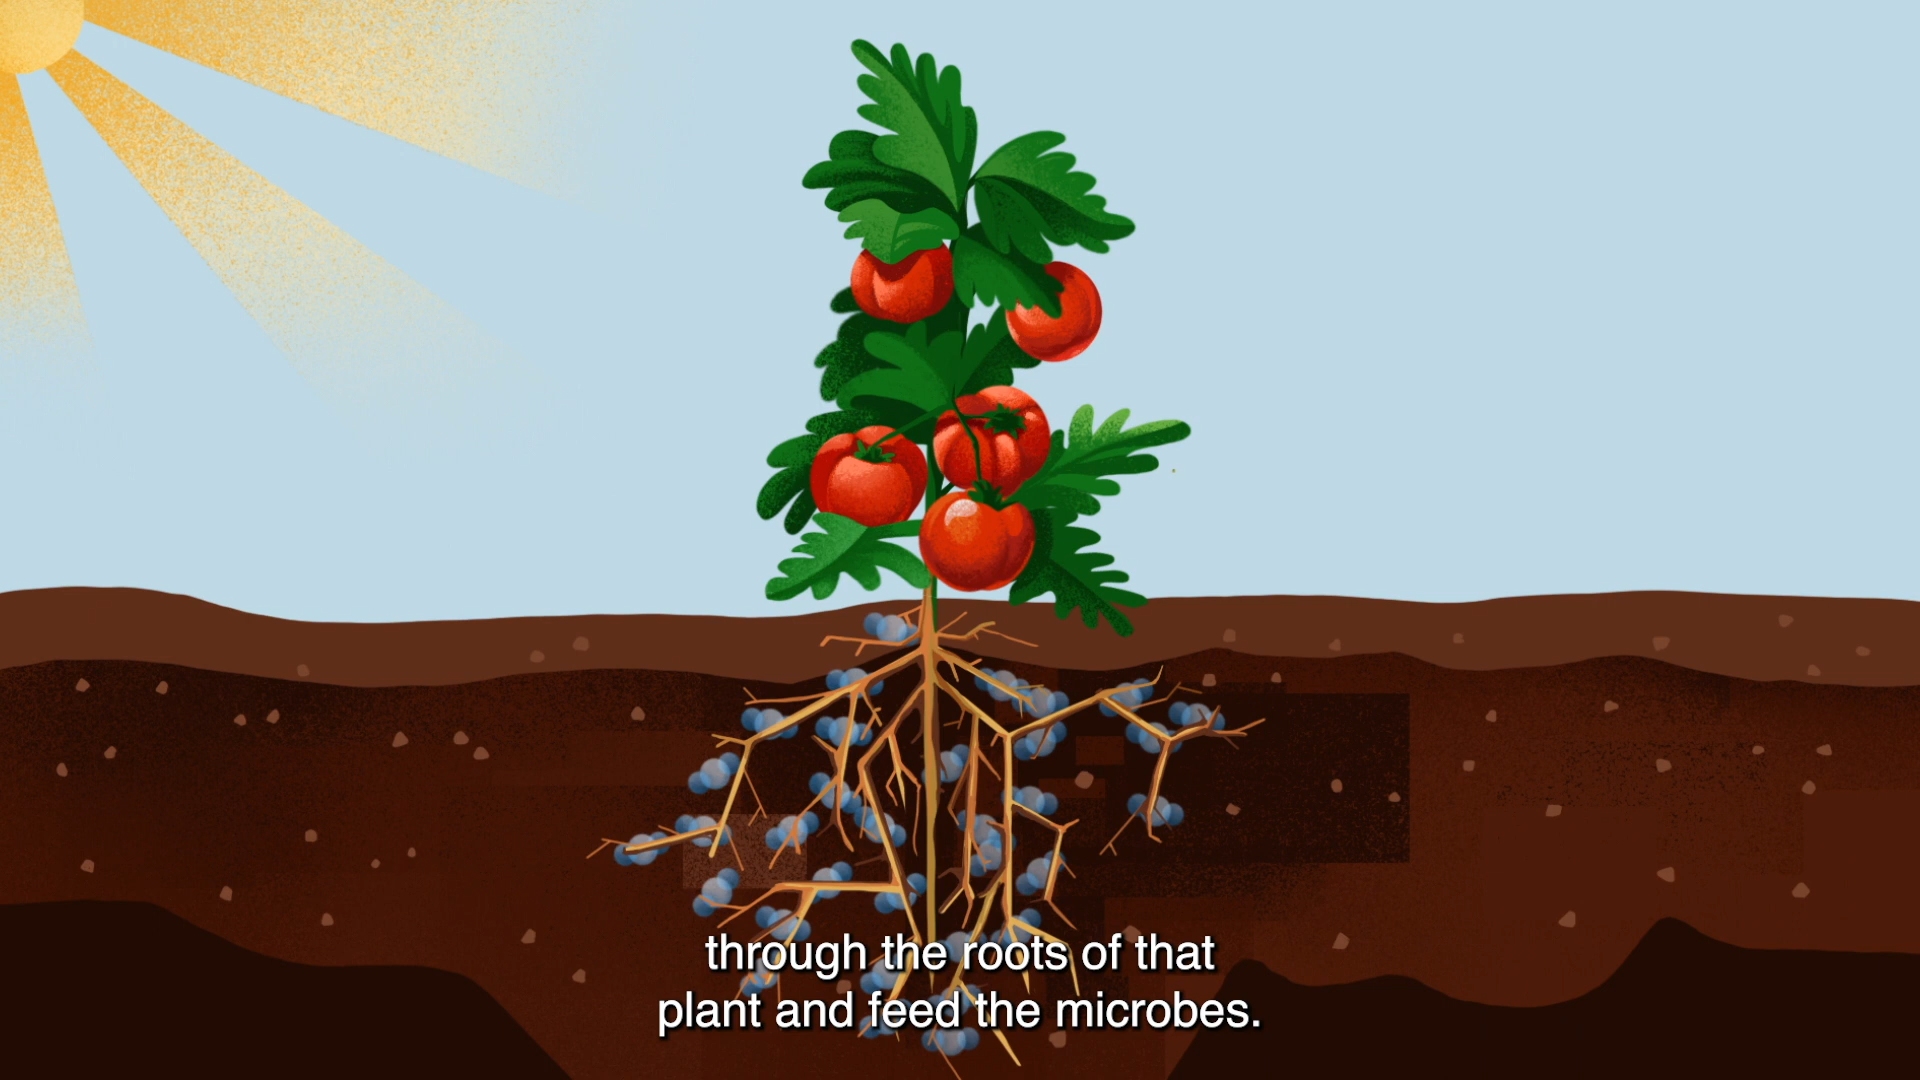 through the roots of that
plant and feed the microbes.